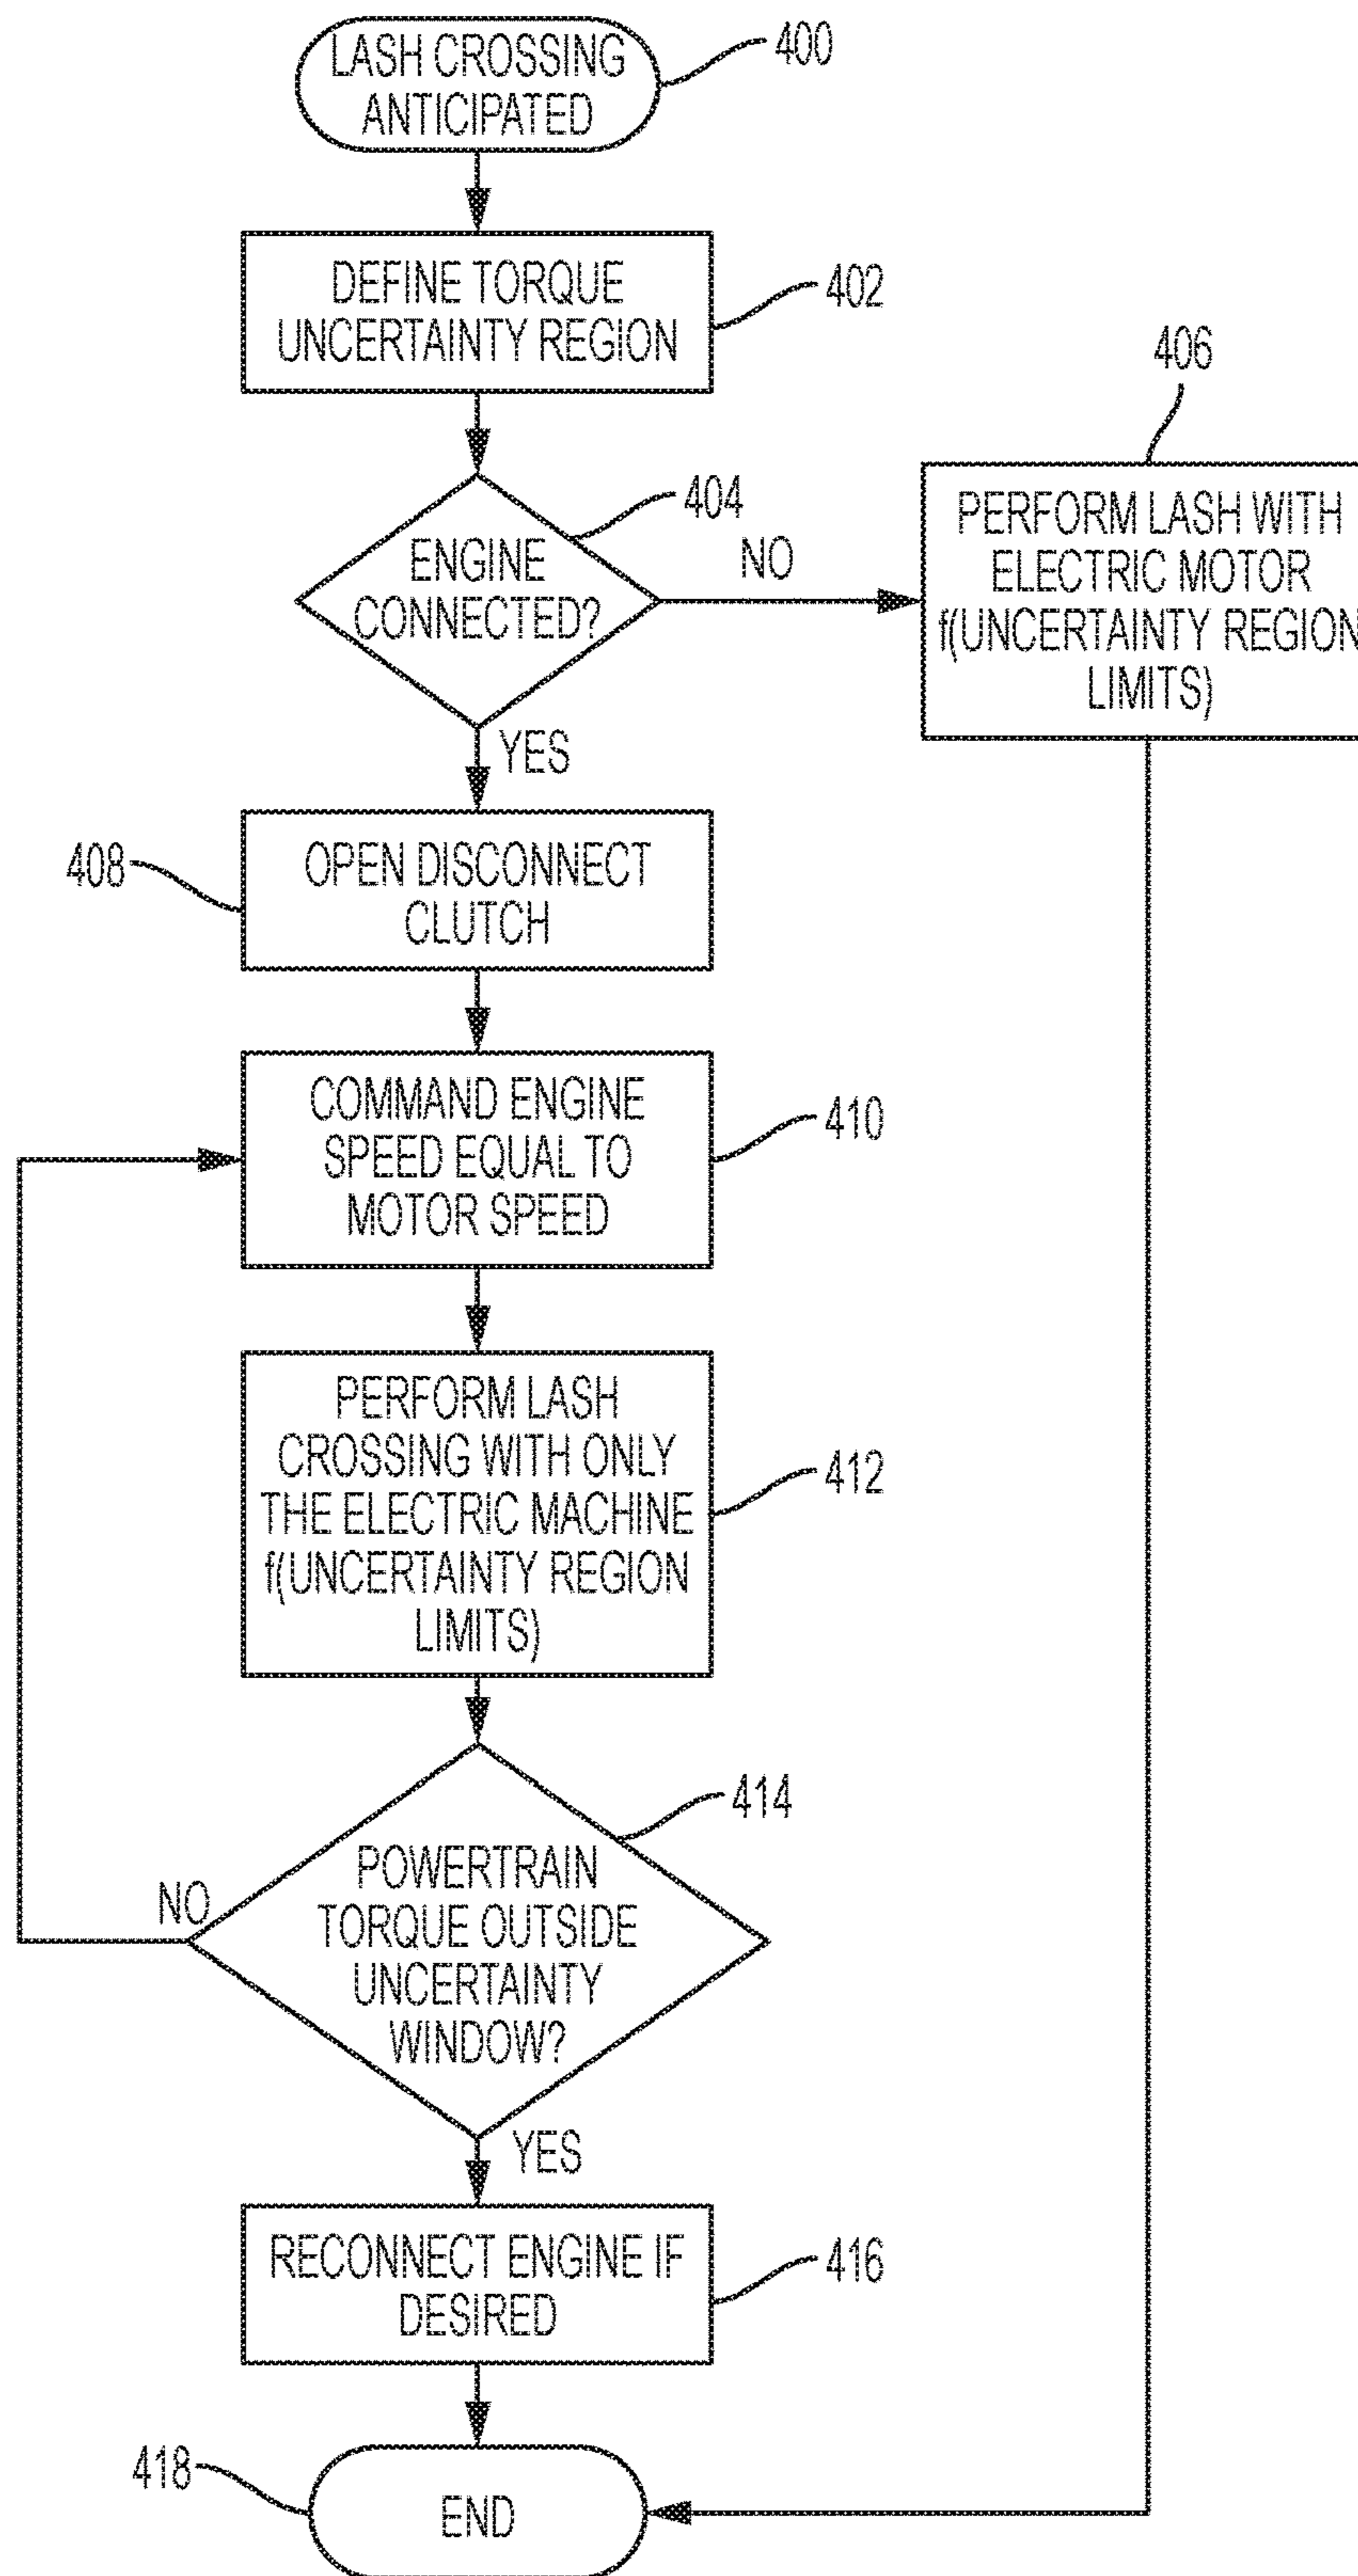 LASH CROSSING
ANTICIPATED
400
DEFINE TORQUE
UNCERTAINTY REGION
402
406
404
ENGINE
CONNECTED?
NO
PERFORM LASH WITH
ELECTRIC MOTOR
f(UNCERTAINTY REGION
LIMITS)
YES
408
OPEN DISCONNECT
CLUTCH
COMMAND ENGINE
SPEED EQUAL TO
MOTOR SPEED
410
PERFORM LASH
CROSSING WITH ONLY
THE ELECTRIC MACHINE
f(UNCERTAINTY REGION
LIMITS)
412
414
POWERTRAIN
TORQUE OUTSIDE
UNCERTAINTY
WINDOW?
NO
YES
RECONNECT ENGINE IF
DESIRED
416
418
END